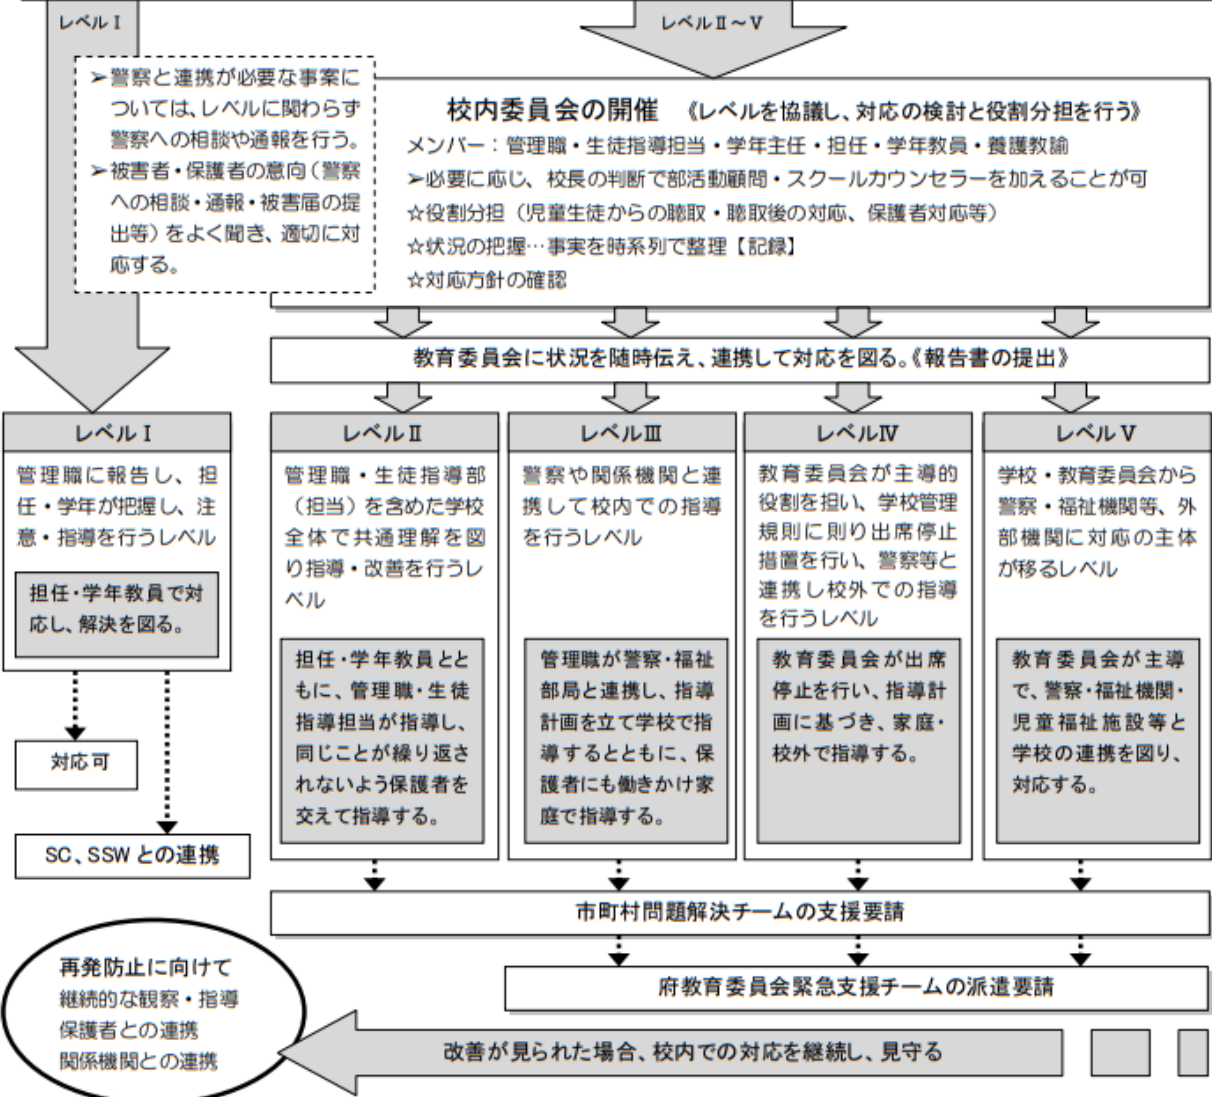 レベルⅠ
レベルⅡ～Ⅴ
➢警察と連携が必要な事案に
ついては、レベルに関わらず
警察への相談や通報を行う。
➢被害者・保護者の意向（警察
への相談・通報・被害届の提
出等）をよく聞き、適切に対
応する。
校内委員会の開催 《レベルを協議し、対応の検討と役割分担を行う》
メンバー：管理職・生徒指導担当・学年主任・担任・学年教員・養護教諭
➢必要に応じ、校長の判断で部活動顧問・スクールカウンセラーを加えることが可
☆役割分担（児童生徒からの聴取・聴取後の対応、保護者対応等）
☆状況の把握…事実を時系列で整理【記録】
☆対応方針の確認
教育委員会に状況を随時伝え、連携して対応を図る。《報告書の提出》
レベルⅠ
管理職に報告し、担
任・学年が把握し、注
意・指導を行うレベル
担任・学年教員で対
応し、解決を図る。
対応可
SC、SSWとの連携
レベルⅡ
管理職・生徒指導部
（担当）を含めた学校
全体で共通理解を図
り指導・改善を行うレ
ベル
担任・学年教員とと
もに、管理職・生徒
指導担当が指導し、
同じことが繰り返さ
れないよう保護者を
交えて指導する。
レベルⅢ
警察や関係機関と連
携して校内での指導
を行うレベル
管理職が警察・福祉
部局と連携し、指導
計画を立て学校で指
導するとともに、保
護者にも働きかけ家
庭で指導する。
レベルⅣ
教育委員会が主導的
役割を担い、学校管理
規則に則り出席停止
措置を行い、警察等と
連携し校外での指導
を行うレベル
教育委員会が出席
停止を行い、指導計
画に基づき、家庭・
校外で指導する。
レベルⅤ
学校・教育委員会から
警察・福祉機関等、外
部機関に対応の主体
が移るレベル
教育委員会が主導
で、警察・福祉機関・
児童福祉施設等と
学校の連携を図り、
対応する。
市町村問題解決チームの支援要請
府教育委員会緊急支援チームの派遣要請
再発防止に向けて
継続的な観察・指導
保護者との連携
関係機関との連携
改善が見られた場合、校内での対応を継続し、見守る